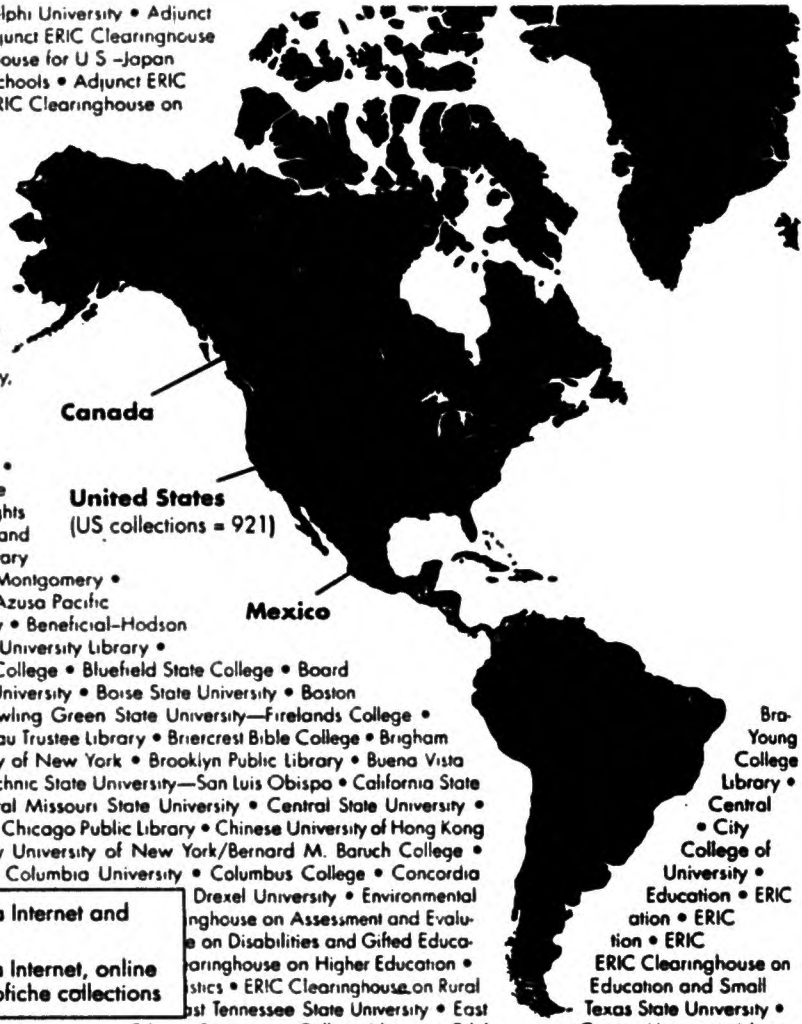 lphi University • Adjunct
junct ERIC Clearinghouse
ouse for U S –Japan
chools • Adjunct ERIC
RIC Clearinghouse on
y,
Canada
•
e
United States
ghts
(US collections = 921)
and
ary
Montgomery •
Azusa Pacific
Mexico
y • Beneficial–Hodson
University Library •
College • Bluefield State College • Board
University • Boise State University • Boston
wling Green State University—Firelands College • Bra-
au Trustee Library • Briercrest Bible College • Brigham Young
y of New York • Brooklyn Public Library • Buena Vista College
chnic State University—San Luis Obispo • California State Library •
ral Missouri State University • Central State University • Central
Chicago Public Library • Chinese University of Hong Kong • City
y University of New York/Bernard M. Baruch College • College of
Columbia University • Columbus College • Concordia University •
Drexel University • Environmental Education • ERIC
a Internet and
inghouse on Assessment and Evalu- ation • ERIC
e on Disabilities and Gifted Educa- tion • ERIC
n Internet, online
earinghouse on Higher Education • ERIC Clearinghouse on
ofiche collections
istics • ERIC Clearinghouse on Rural Education and Small
ast Tennessee State University • East Texas State University •